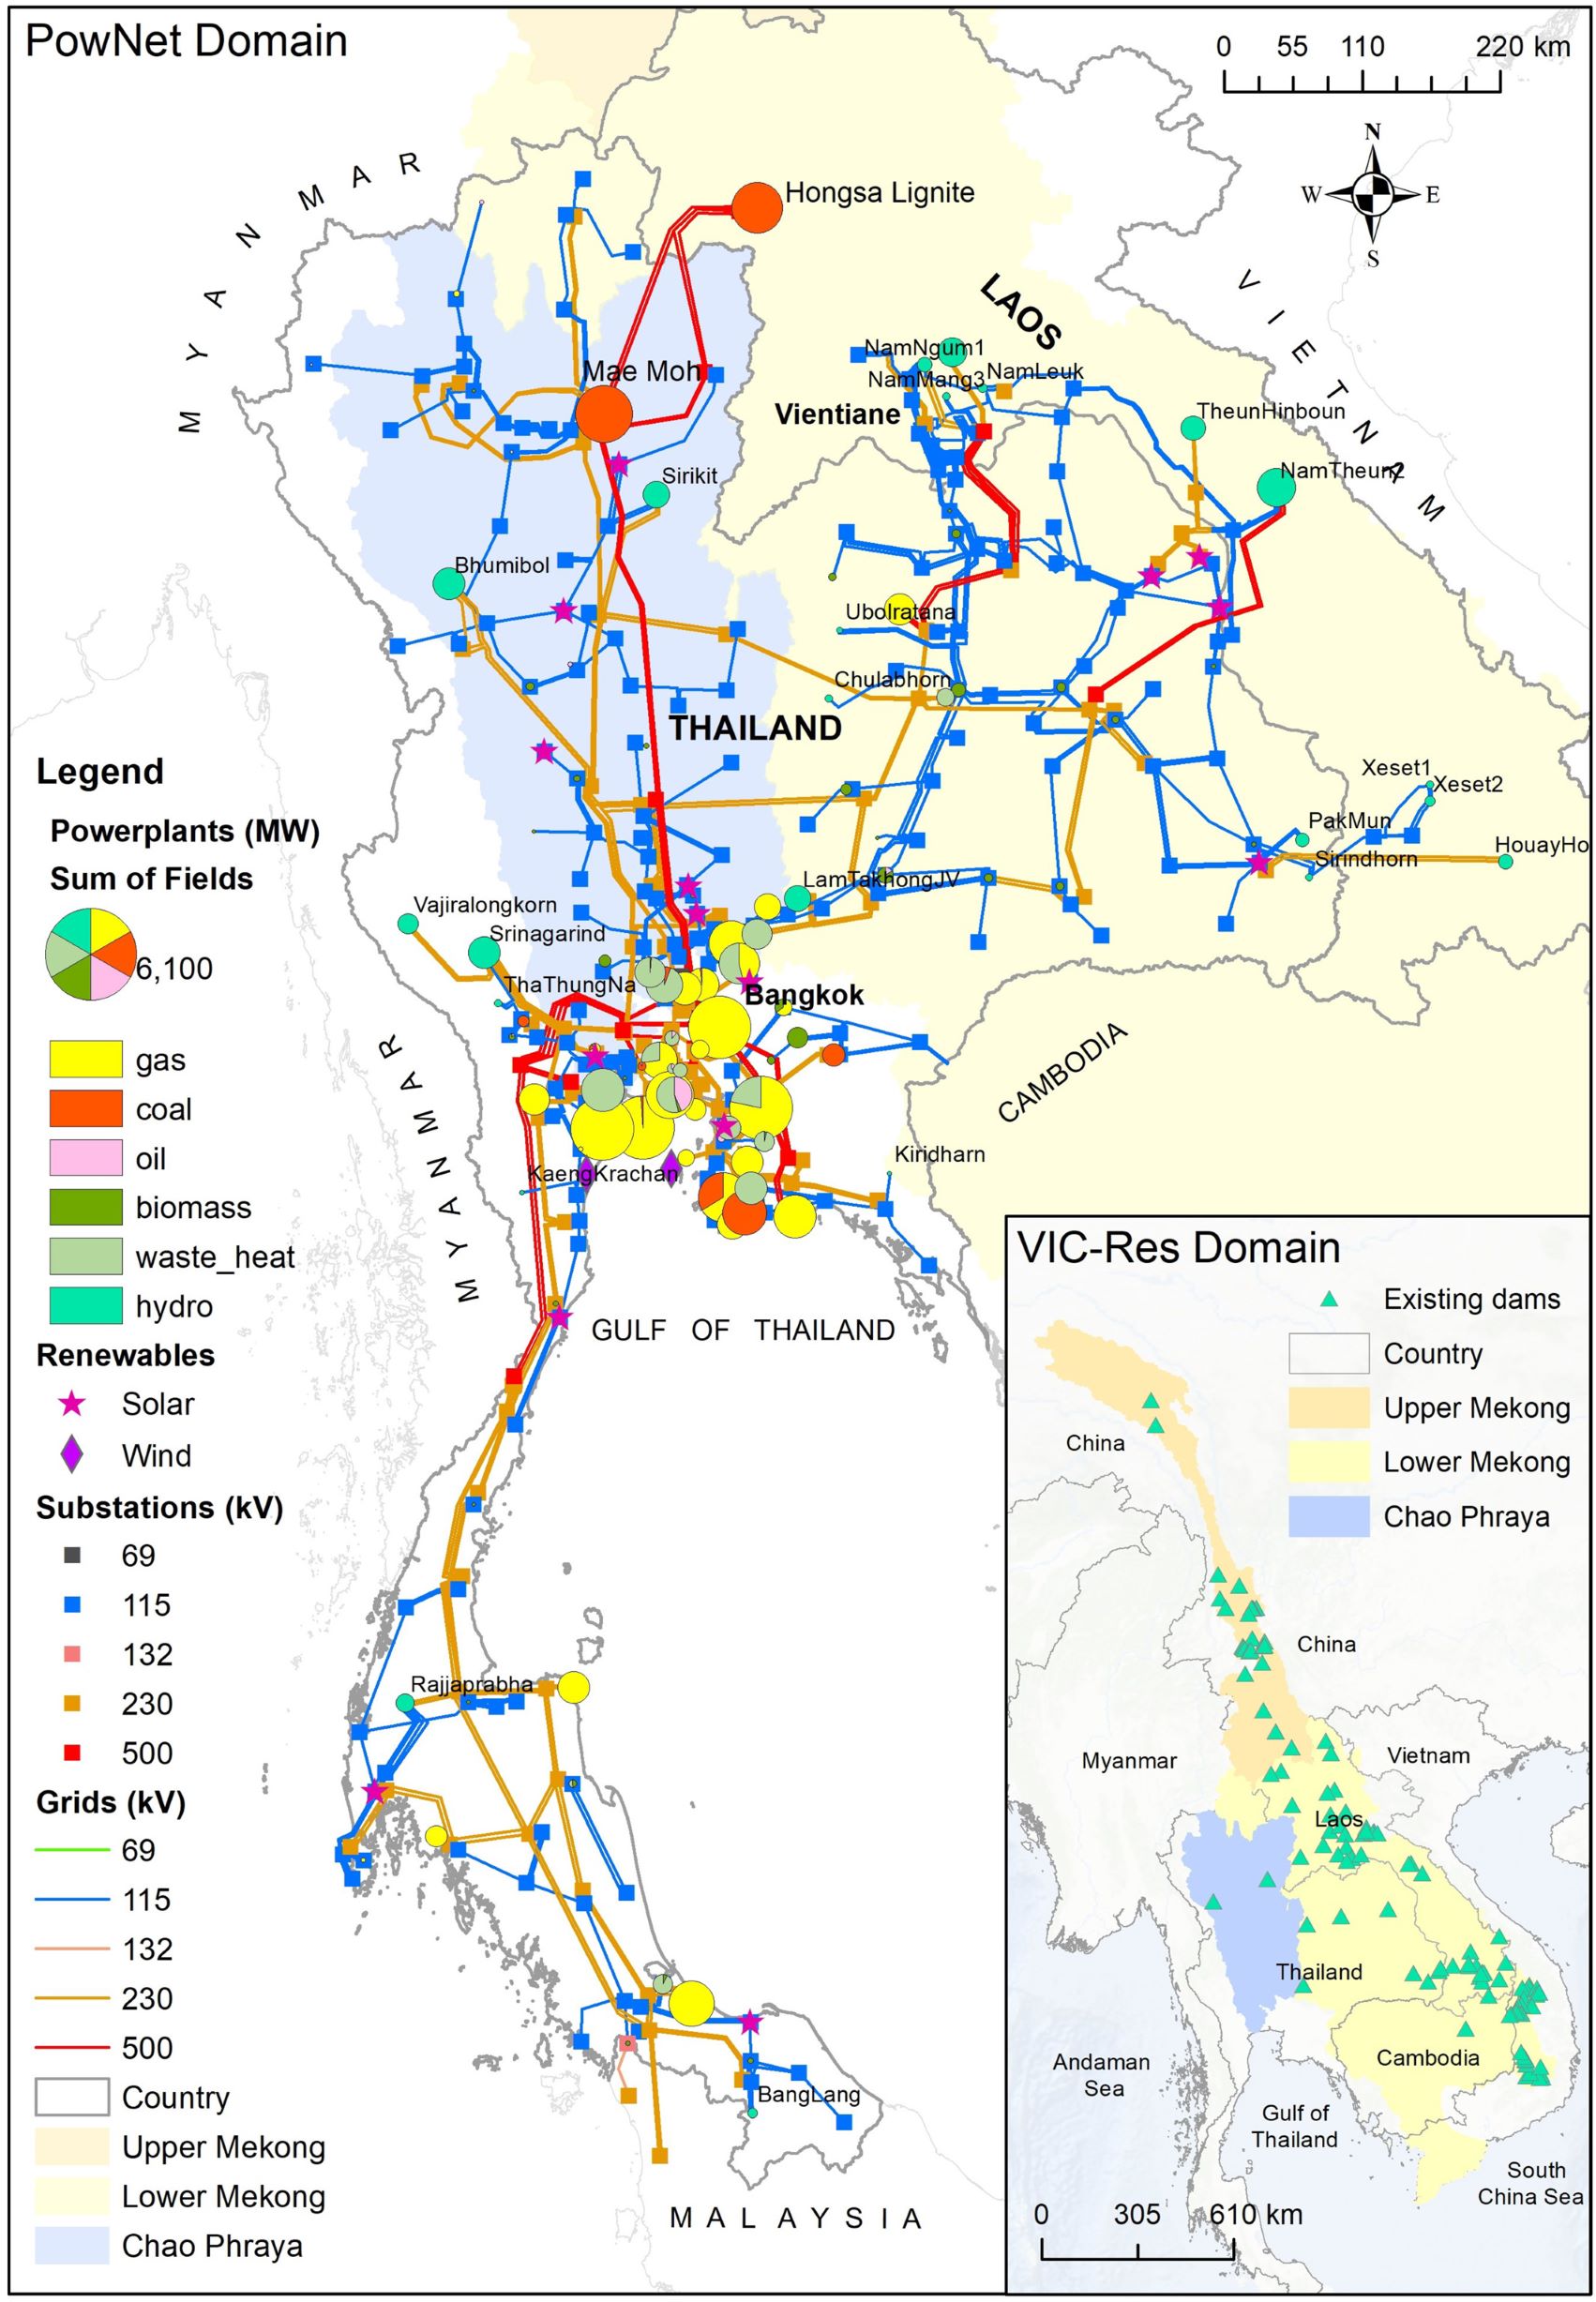 PowNet Domain
0 55 110 220 km
N
W E
S
MYANMAR
Hongsa Lignite
LAOS
VIETNAM
Mae Moh
NamNgum1
NamMang3
NamLeuk
Vientiane
TheunHinboun
NamTheun2
Sirikit
Bhumibol
Ubolratana
Chulabhorn
THAILAND
Xeset1
Xeset2
PakMun
Sirindhorn
HouayHo
LamTakhongJV
Vajiralongkorn
Srinagarind
ThaThungNa
Bangkok
CAMBODIA
MYANMAR
KaengKrachan
Kiridharn
GULF OF THAILAND
Rajjaprabha
BangLang
MALAYSIA
Legend
Powerplants (MW)
Sum of Fields
6,100
gas
coal
oil
biomass
waste_heat
hydro
Renewables
Solar
Wind
Substations (kV)
69
115
132
230
500
Grids (kV)
69
115
132
230
500
Country
Upper Mekong
Lower Mekong
Chao Phraya
VIC-Res Domain
Existing dams
Country
Upper Mekong
Lower Mekong
Chao Phraya
China
China
Myanmar
Vietnam
Laos
Thailand
Cambodia
Andaman
Sea
Gulf of
Thailand
South
China Sea
0 305 610 km